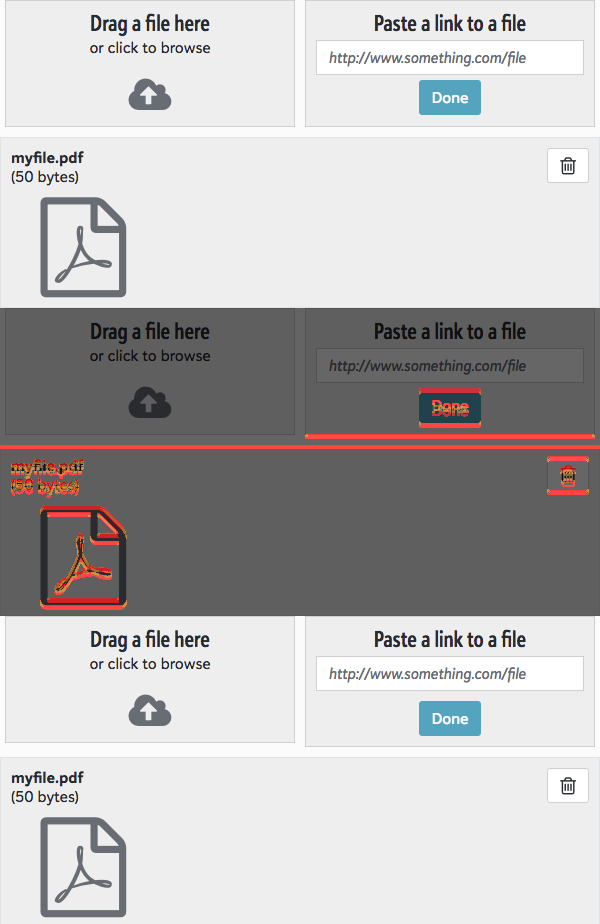 Drag a file here
or click to browse
Paste a link to a file
http://www.something.com/file
Done
myfile.pdf
(50 bytes)
Drag a file here
or click to browse
Paste a link to a file
http://www.something.com/file
Done
myfile.pdf
(50 bytes)
Drag a file here
or click to browse
Paste a link to a file
http://www.something.com/file
Done
myfile.pdf
(50 bytes)